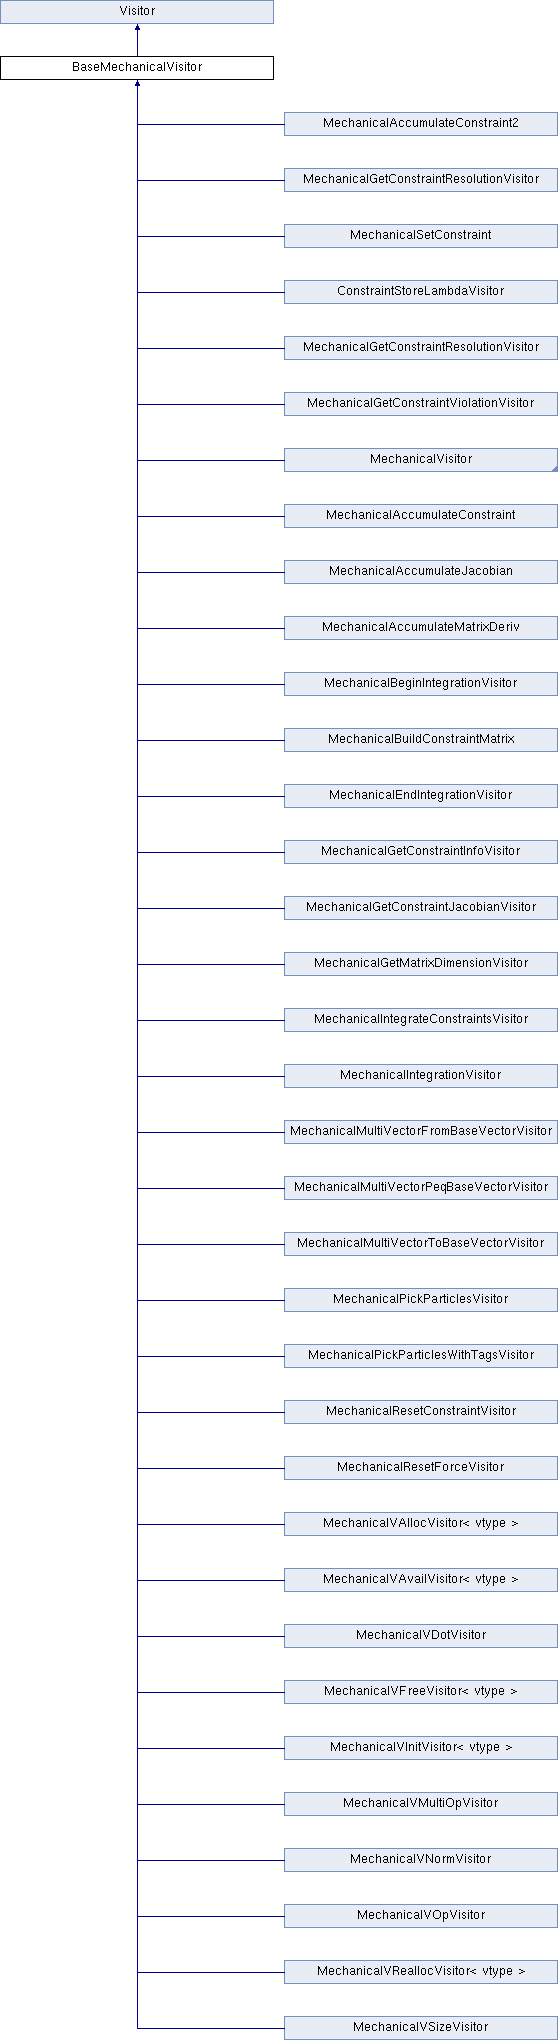 Visitor
BaseMechanicalVisitor
MechanicalAccumulateConstraint2
MechanicalGetConstraintResolutionVisitor
MechanicalSetConstraint
ConstraintStoreLambdaVisitor
MechanicalGetConstraintResolutionVisitor
MechanicalGetConstraintViolationVisitor
MechanicalVisitor
MechanicalAccumulateConstraint
MechanicalAccumulateJacobian
MechanicalAccumulateMatrixDeriv
MechanicalBeginIntegrationVisitor
MechanicalBuildConstraintMatrix
MechanicalEndIntegrationVisitor
MechanicalGetConstraintInfoVisitor
MechanicalGetConstraintJacobianVisitor
MechanicalGetMatrixDimensionVisitor
MechanicalIntegrateConstraintsVisitor
MechanicalIntegrationVisitor
MechanicalMultiVectorFromBaseVectorVisitor
MechanicalMultiVectorPeqBaseVectorVisitor
MechanicalMultiVectorToBaseVectorVisitor
MechanicalPickParticlesVisitor
MechanicalPickParticlesWithTagsVisitor
MechanicalResetConstraintVisitor
MechanicalResetForceVisitor
MechanicalVAllocVisitor< vtype >
MechanicalVAvailVisitor< vtype >
MechanicalVDotVisitor
MechanicalVFreeVisitor< vtype >
MechanicalVInitVisitor< vtype >
MechanicalVMultiOpVisitor
MechanicalVNormVisitor
MechanicalVOpVisitor
MechanicalVReallocVisitor< vtype >
MechanicalVSizeVisitor